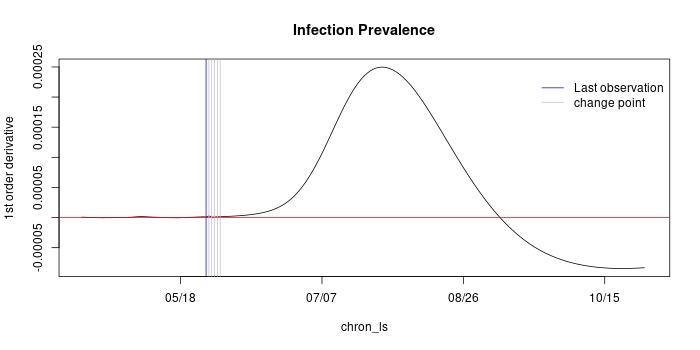 Infection Prevalence
0.00025
0.00015
0.00005
-0.00005
1st order derivative
Last observation
change point
05/18
07/07
08/26
10/15
chron_ls